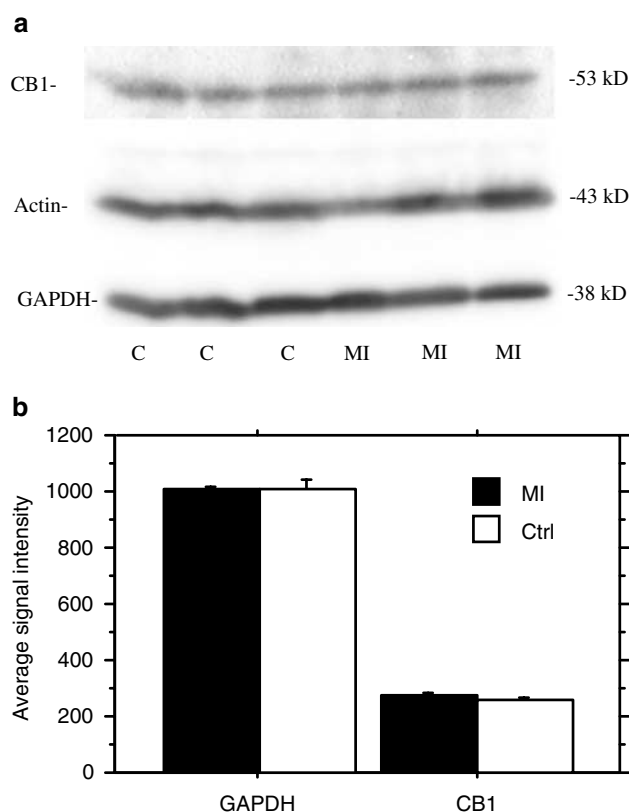 a
CB1-
-53 kD
Actin-
-43 kD
GAPDH-
-38 kD
C C C MI MI MI
b
1200
1000
800
600
400
200
0
Average signal intensity
MI
Ctrl
GAPDH CB1